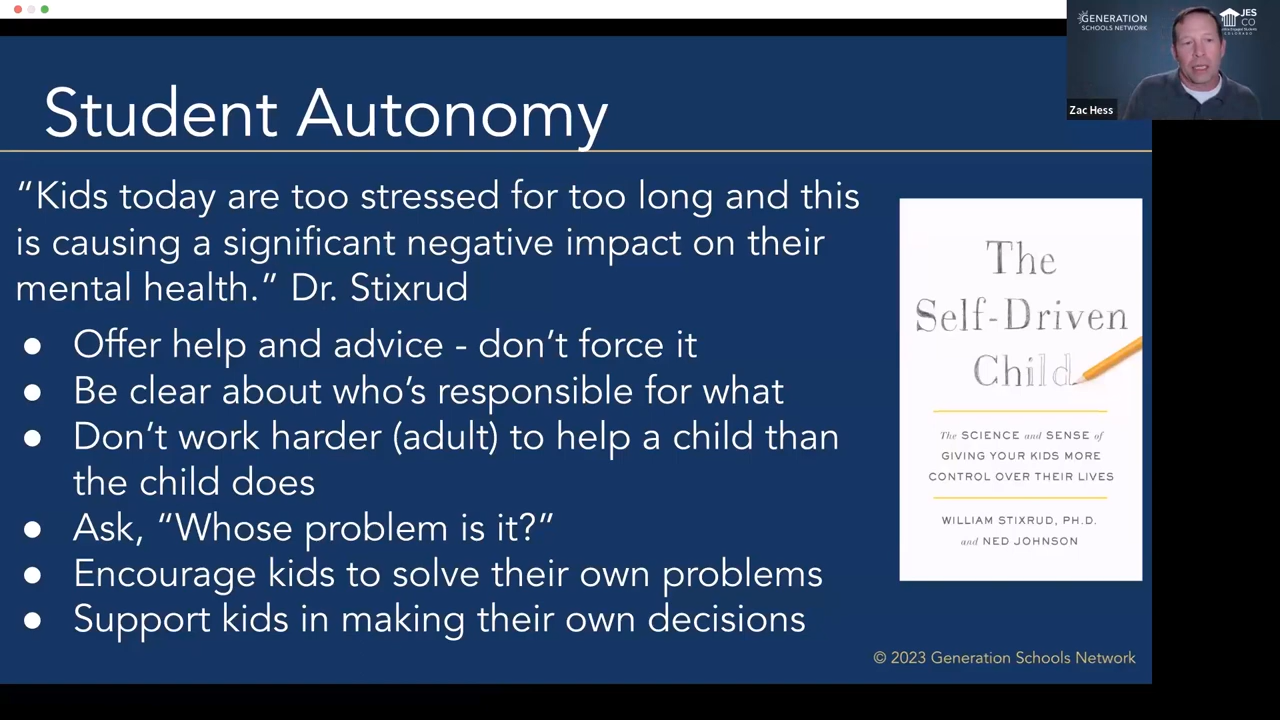 GENERATION
SCHOOLS NETWORK
JES
CO
COLORADO
Zac Hess
Student Autonomy
“Kids today are too stressed for too long and this
is causing a significant negative impact on their
mental health.” Dr. Stixrud
● Offer help and advice - don’t force it
● Be clear about who’s responsible for what
● Don’t work harder (adult) to help a child than
the child does
● Ask, “Whose problem is it?”
● Encourage kids to solve their own problems
● Support kids in making their own decisions
The
Self-Driven
Child
The SCIENCE and SENSE of
GIVING YOUR KIDS MORE
CONTROL OVER THEIR LIVES
WILLIAM STIXRUD, PH.D.
and NED JOHNSON
© 2023 Generation Schools Network